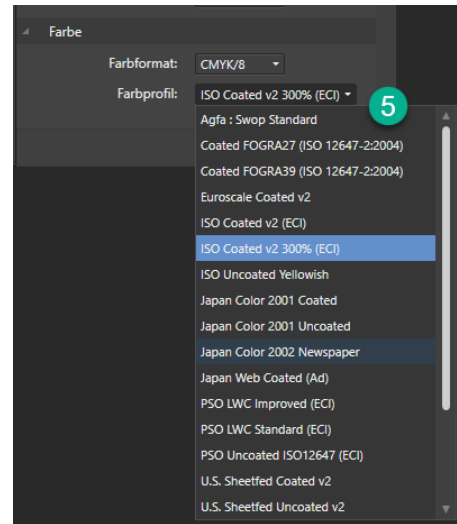 Farbe
Farbformat: CMYK/8
Farbprofil: ISO Coated v2 300% (ECI)
5
Agfa : Swop Standard
Coated FOGRA27 (ISO 12647-2:2004)
Coated FOGRA39 (ISO 12647-2:2004)
Euroscale Coated v2
ISO Coated v2 (ECI)
ISO Coated v2 300% (ECI)
ISO Uncoated Yellowish
Japan Color 2001 Coated
Japan Color 2001 Uncoated
Japan Color 2002 Newspaper
Japan Web Coated (Ad)
PSO LWC Improved (ECI)
PSO LWC Standard (ECI)
PSO Uncoated ISO12647 (ECI)
U.S. Sheetfed Coated v2
U.S. Sheetfed Uncoated v2